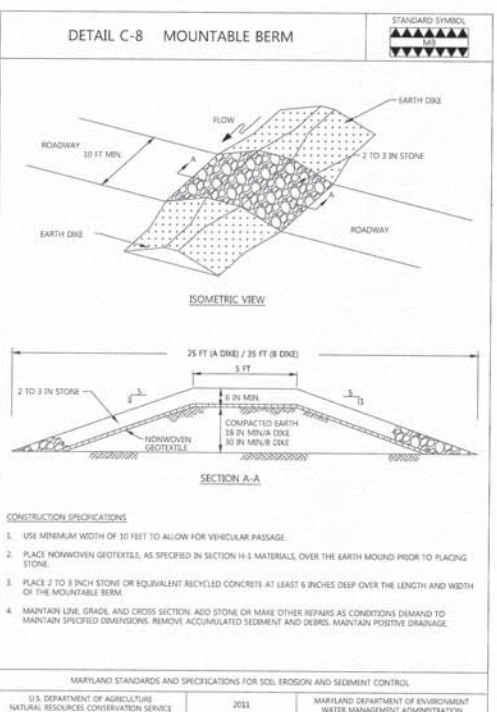 DETAIL C-8 MOUNTABLE BERM
STANDARD SYMBOL
MB
EARTH DIKE
FLOW
ROADWAY
10 FT MIN.
A
2 TO 3 IN STONE
A
EARTH DIKE
ROADWAY
ISOMETRIC VIEW
25 FT (A DIKE) / 35 FT (B DIKE)
5 FT
2 TO 3 IN STONE
5
1
6 IN MIN.
5
1
COMPACTED EARTH
18 IN MIN/A DIKE
30 IN MIN/B DIKE
NONWOVEN
GEOTEXTILE
SECTION A-A
CONSTRUCTION SPECIFICATIONS
1. USE MINIMUM WIDTH OF 10 FEET TO ALLOW FOR VEHICULAR PASSAGE.
2. PLACE NONWOVEN GEOTEXTILE, AS SPECIFIED IN SECTION H-1 MATERIALS, OVER THE EARTH MOUND PRIOR TO PLACING
STONE.
3. PLACE 2 TO 3 INCH STONE OR EQUIVALENT RECYCLED CONCRETE AT LEAST 6 INCHES DEEP OVER THE LENGTH AND WIDTH
OF THE MOUNTABLE BERM.
4. MAINTAIN LINE, GRADE, AND CROSS SECTION. ADD STONE OR MAKE OTHER REPAIRS AS CONDITIONS DEMAND TO
MAINTAIN SPECIFIED DIMENSIONS. REMOVE ACCUMULATED SEDIMENT AND DEBRIS. MAINTAIN POSITIVE DRAINAGE.
MARYLAND STANDARDS AND SPECIFICATIONS FOR SOIL EROSION AND SEDIMENT CONTROL
U.S. DEPARTMENT OF AGRICULTURE
NATURAL RESOURCES CONSERVATION SERVICE
2011
MARYLAND DEPARTMENT OF ENVIRONMENT
WATER MANAGEMENT ADMINISTRATION